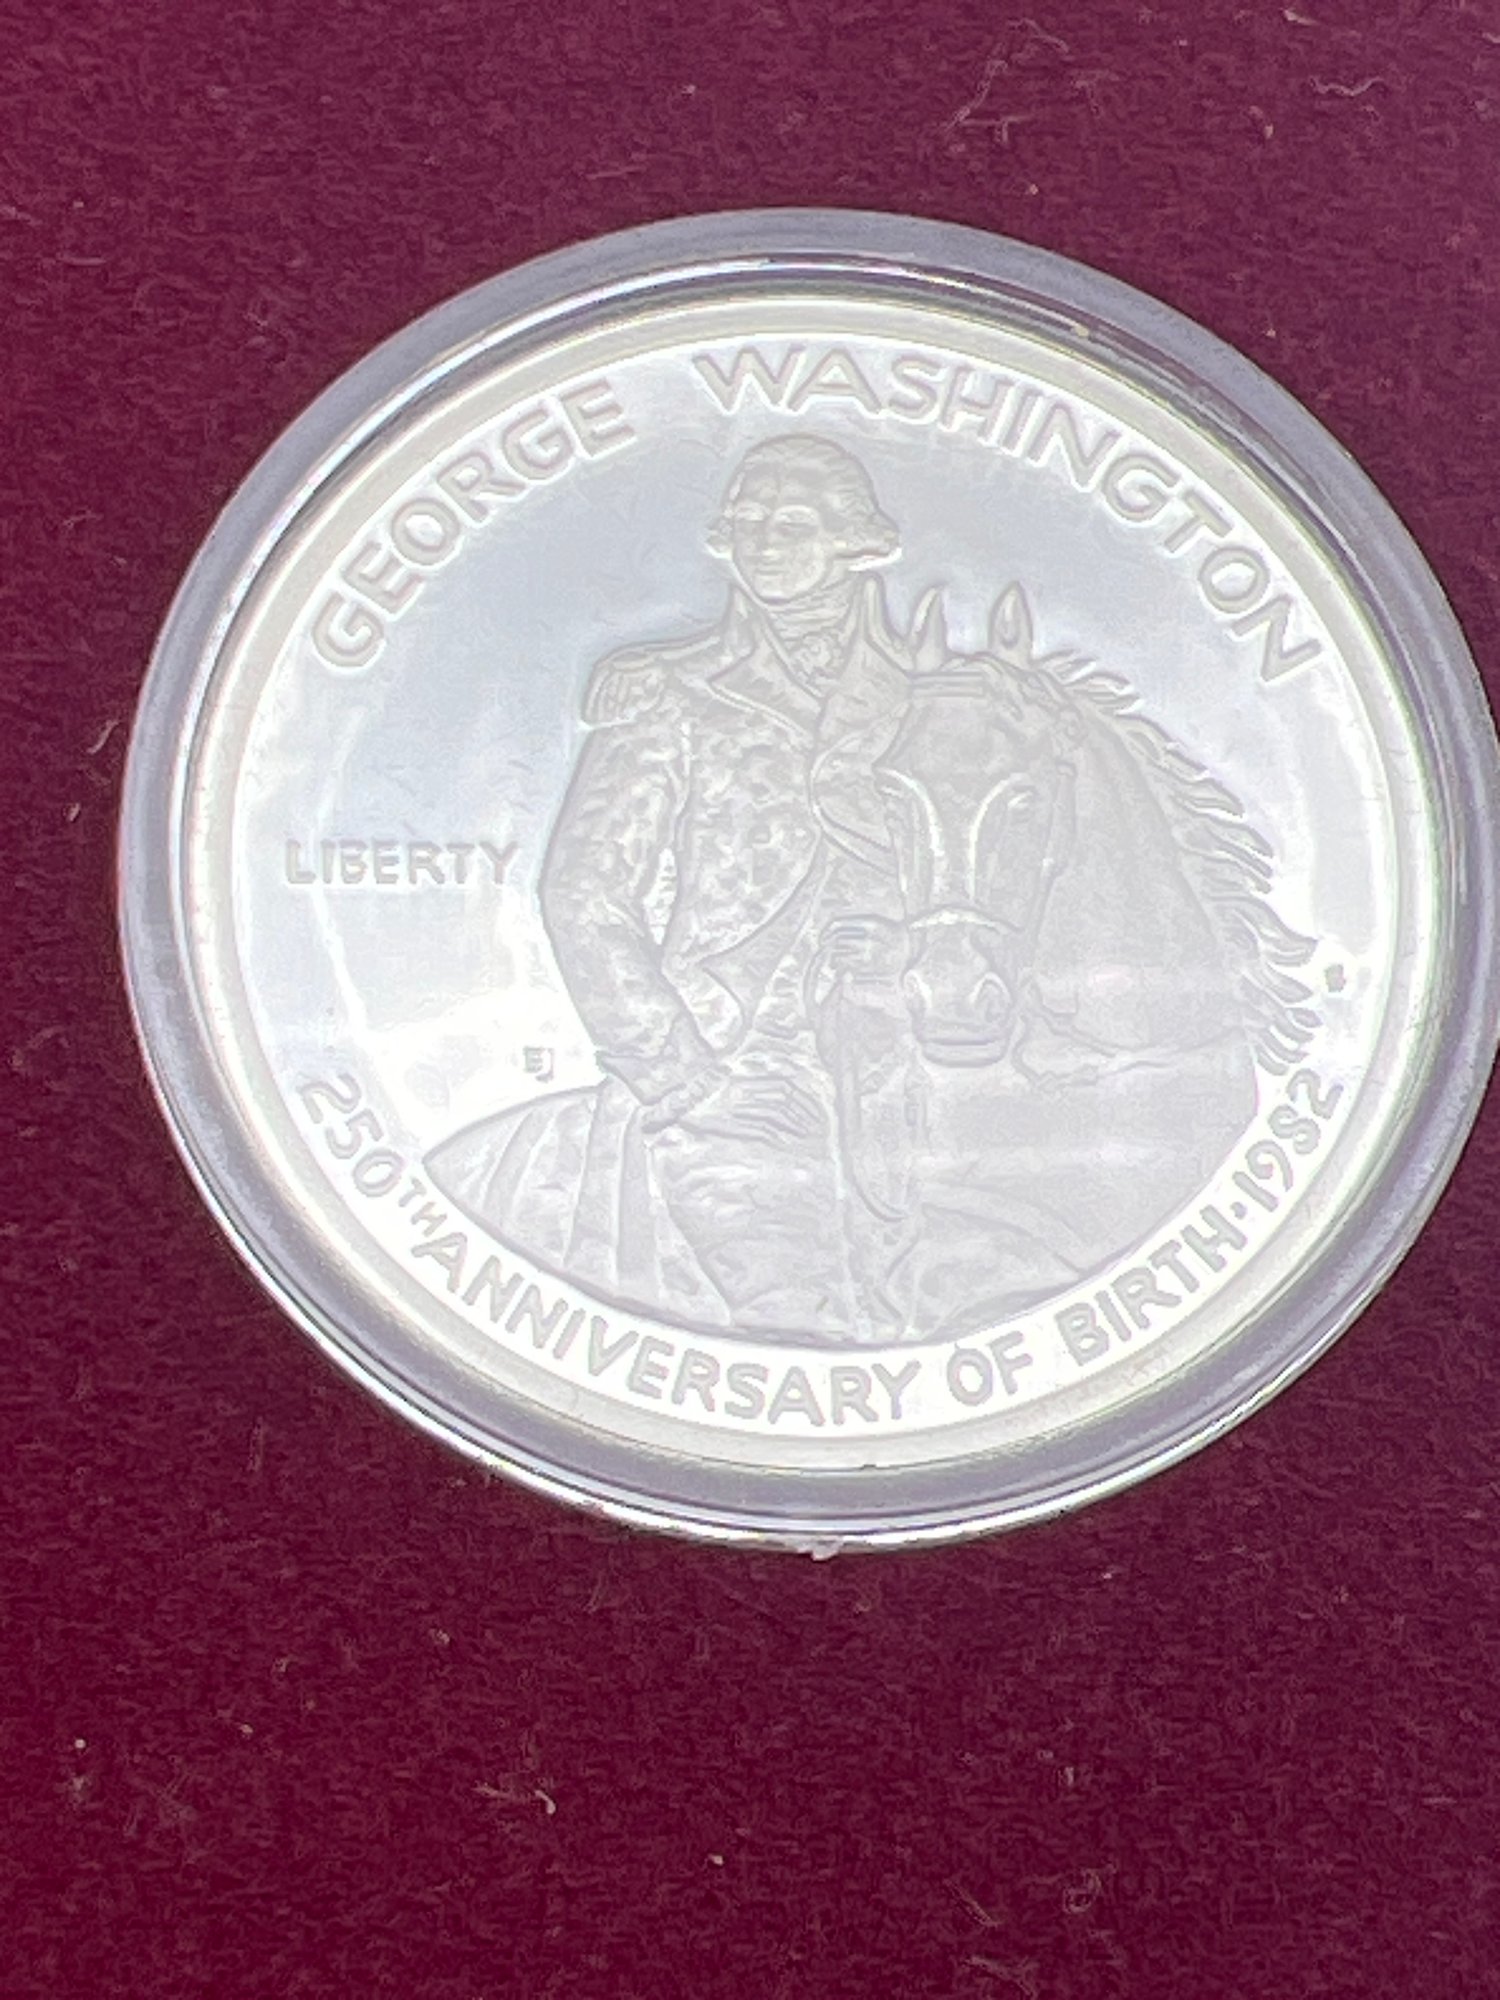 GEORGE WASHINGTON
LIBERTY
EJ
250TH ANNIVERSARY OF BIRTH·1982